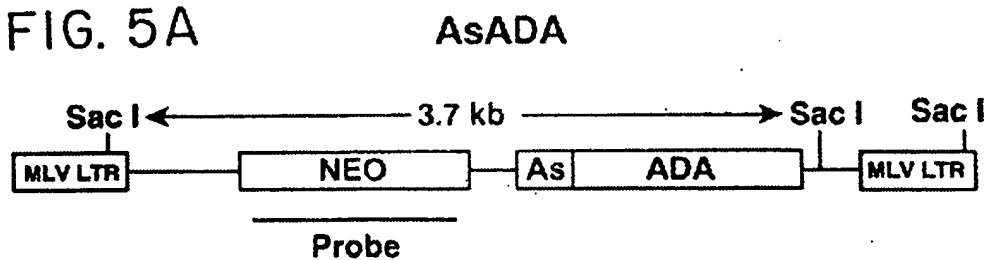 FIG. 5A
AsADA
Sac I 3.7 kb Sac I Sac I
MLV LTR NEO As ADA MLV LTR
Probe